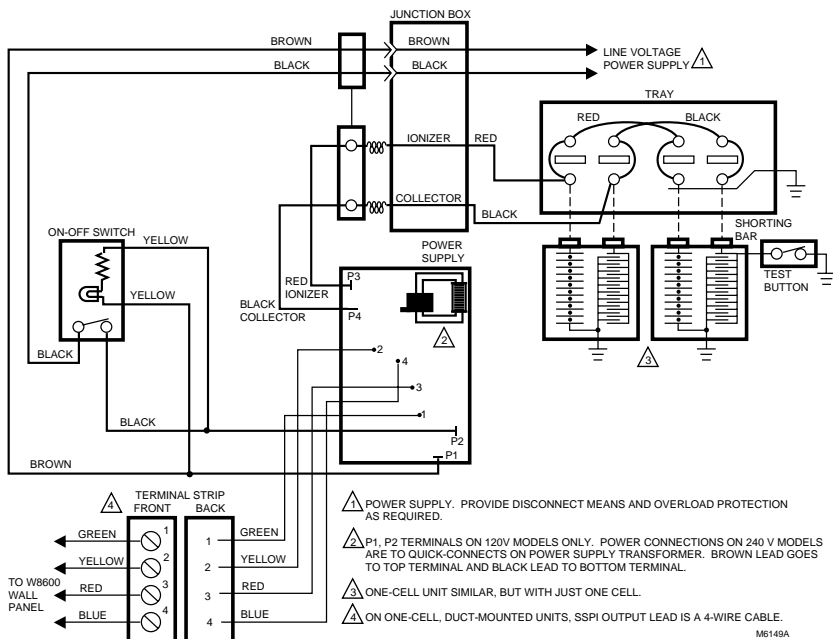 JUNCTION BOX
BROWN
BROWN
BLACK
BLACK
LINE VOLTAGE
POWER SUPPLY
1
TRAY
RED
BLACK
IONIZER
RED
COLLECTOR
BLACK
SHORTING
BAR
TEST
BUTTON
3
ON-OFF SWITCH
YELLOW
YELLOW
BLACK
POWER
SUPPLY
RED
IONIZER
P3
BLACK
COLLECTOR
P4
2
2
4
3
1
BLACK
P2
P1
BROWN
4
TERMINAL STRIP
FRONT
BACK
GREEN
1
1
GREEN
YELLOW
2
2
YELLOW
RED
3
3
RED
BLUE
4
4
BLUE
TO W8600
WALL
PANEL
1 POWER SUPPLY. PROVIDE DISCONNECT MEANS AND OVERLOAD PROTECTION
AS REQUIRED.
2 P1, P2 TERMINALS ON 120V MODELS ONLY. POWER CONNECTIONS ON 240 V MODELS
ARE TO QUICK-CONNECTS ON POWER SUPPLY TRANSFORMER. BROWN LEAD GOES
TO TOP TERMINAL AND BLACK LEAD TO BOTTOM TERMINAL.
3 ONE-CELL UNIT SIMILAR, BUT WITH JUST ONE CELL.
4 ON ONE-CELL, DUCT-MOUNTED UNITS, SSPI OUTPUT LEAD IS A 4-WIRE CABLE.
M6149A